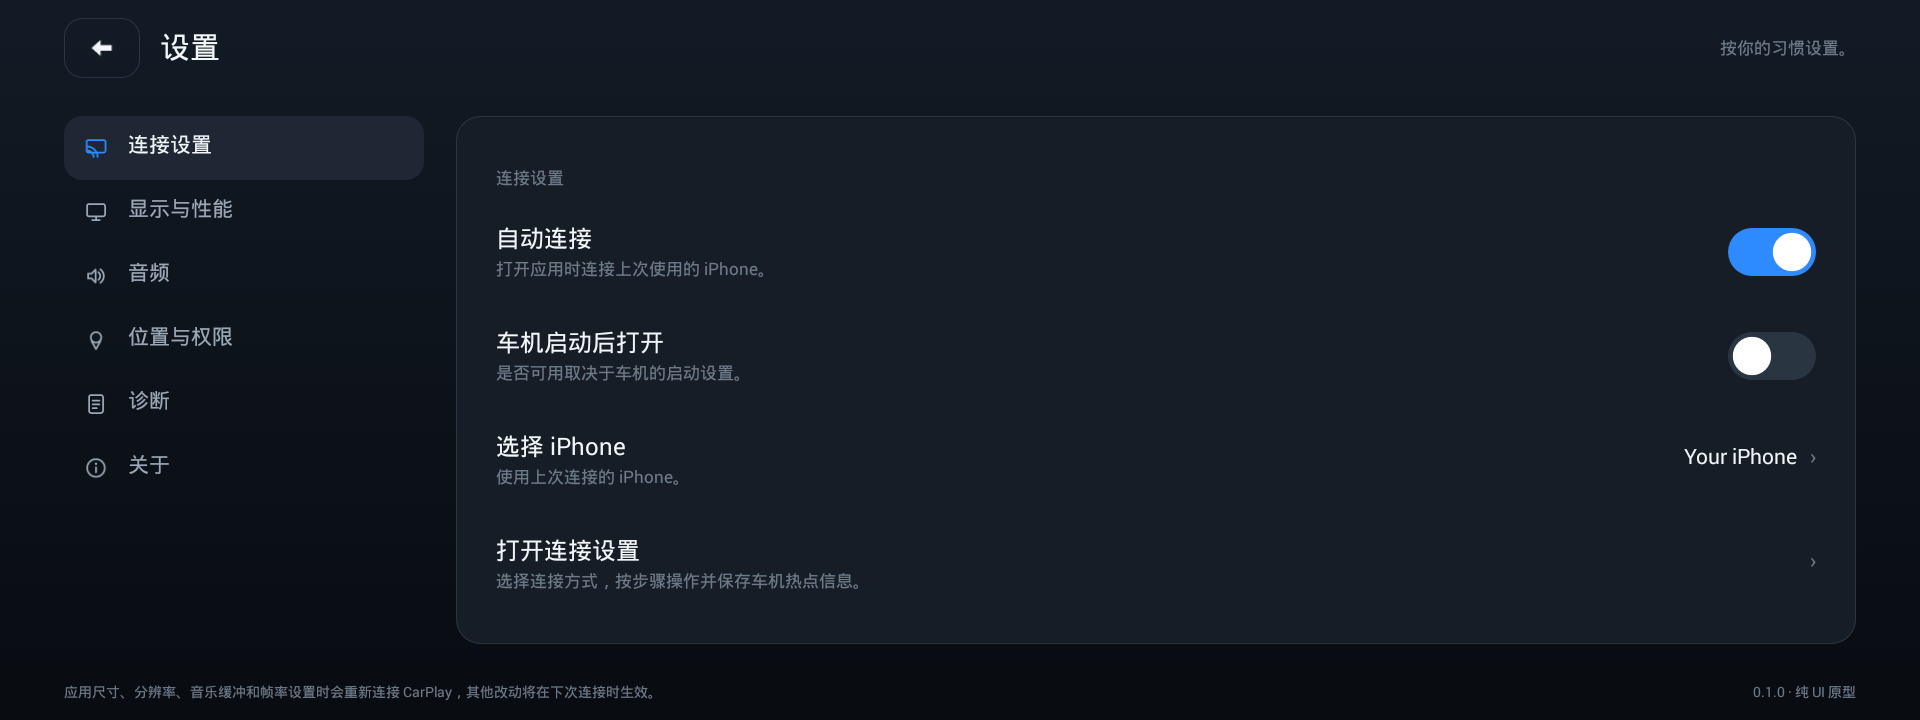 设置
按你的习惯设置。
连接设置
显示与性能
音频
位置与权限
诊断
关于
连接设置
自动连接
打开应用时连接上次使用的 iPhone。
车机启动后打开
是否可用取决于车机的启动设置。
选择 iPhone
使用上次连接的 iPhone。
Your iPhone ›
打开连接设置
选择连接方式，按步骤操作并保存车机热点信息。
›
应用尺寸、分辨率、音乐缓冲和帧率设置时会重新连接 CarPlay，其他改动将在下次连接时生效。
0.1.0 · 纯 UI 原型